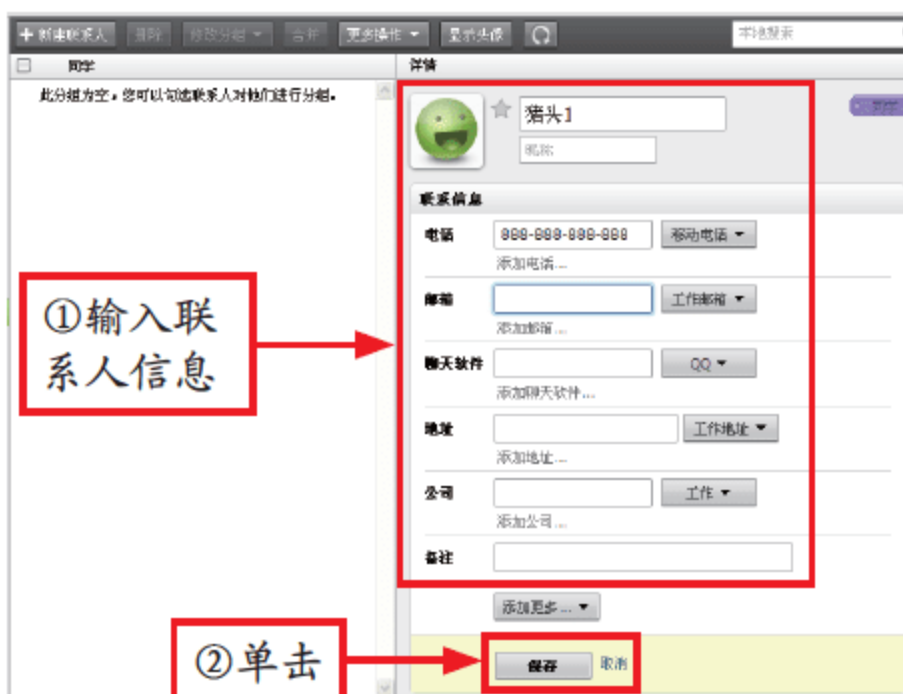 新建联系人 删除 修改分组 合并 更多操作 显示头像 本地搜索
同学 详情
此分组为空。您可以勾选联系人对他们进行分组。
猪头1
同学
昵称
联系信息
电话 888-888-888-888 移动电话
添加电话...
邮箱 工作邮箱
添加邮箱...
①输入联
系人信息
聊天软件 QQ
添加聊天软件...
地址 工作地址
添加地址...
公司 工作
添加公司...
备注
添加更多...
②单击
保存 取消